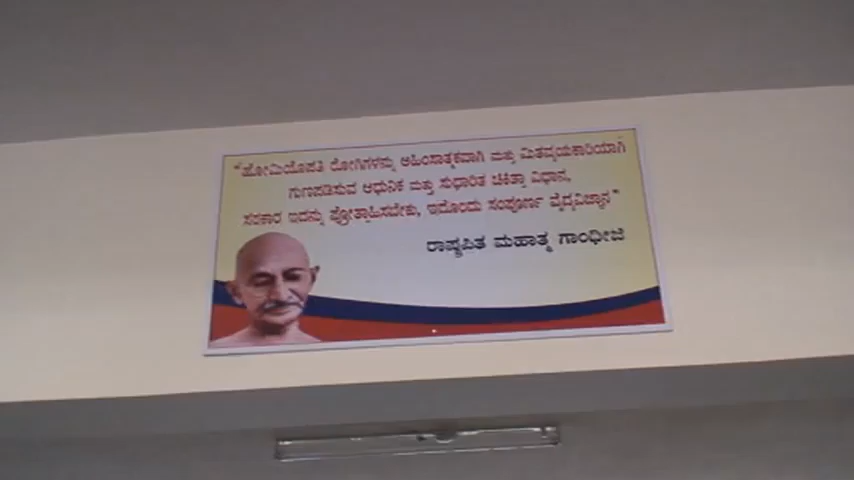 "ಹೋಮಿಯೋಪತಿ ರೋಗಿಗಳನ್ನು ಅಹಿಂಸಾತ್ಮಕವಾಗಿ ಮತ್ತು ಮಿತವ್ಯಯಕಾರಿಯಾಗಿ
ಗುಣಪಡಿಸುವ ಆಧುನಿಕ ಮತ್ತು ಸುಧಾರಿತ ಚಿಕಿತ್ಸಾ ವಿಧಾನ,
ಸರಕಾರ ಇದನ್ನು ಪ್ರೋತ್ಸಾಹಿಸಬೇಕು, ಇದೊಂದು ಸಂಪೂರ್ಣ ವೈದ್ಯವಿಜ್ಞಾನ"
ರಾಷ್ಟ್ರಪಿತ ಮಹಾತ್ಮ ಗಾಂಧೀಜಿ